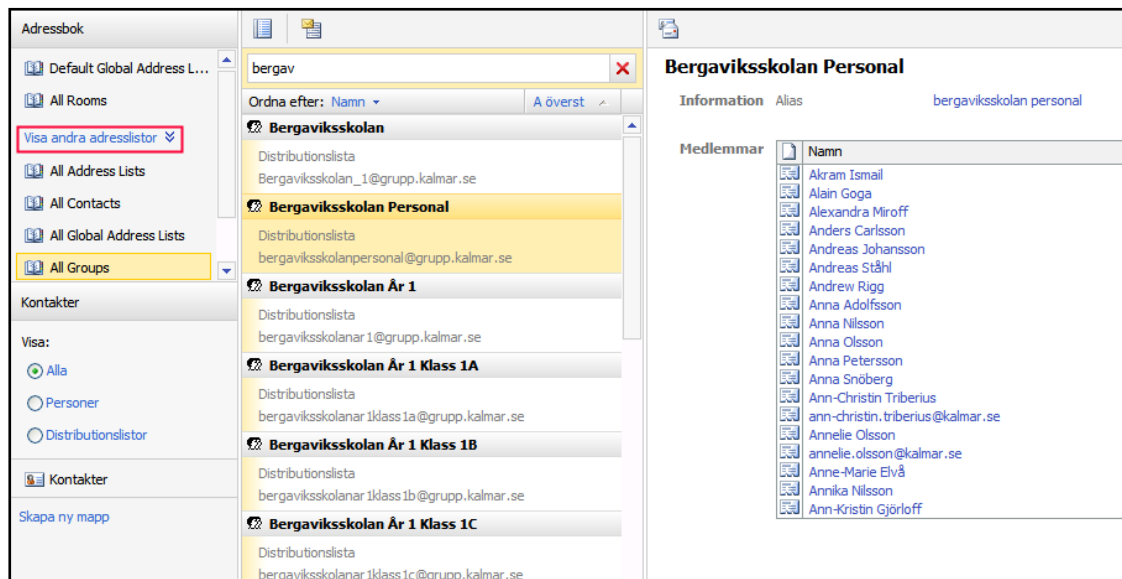 Adressbok
Default Global Address L...
All Rooms
Visa andra adresslistor
All Address Lists
All Contacts
All Global Address Lists
All Groups
Kontakter
Visa:
Alla
Personer
Distributionslistor
Kontakter
Skapa ny mapp
bergav
Ordna efter: Namn A överst
Bergaviksskolan
Distributionslista
Bergaviksskolan_1@grupp.kalmar.se
Bergaviksskolan Personal
Distributionslista
bergaviksskolanpersonal@grupp.kalmar.se
Bergaviksskolan År 1
Distributionslista
bergaviksskolanar1@grupp.kalmar.se
Bergaviksskolan År 1 Klass 1A
Distributionslista
bergaviksskolanar1klass1a@grupp.kalmar.se
Bergaviksskolan År 1 Klass 1B
Distributionslista
bergaviksskolanar1klass1b@grupp.kalmar.se
Bergaviksskolan År 1 Klass 1C
Distributionslista
bergaviksskolanar1klass1c@grupp.kalmar.se
Bergaviksskolan Personal
Information Alias bergaviksskolan personal
Medlemmar
Namn
Akram Ismail
Alain Goga
Alexandra Miroff
Anders Carlsson
Andreas Johansson
Andreas Ståhl
Andrew Rigg
Anna Adolfsson
Anna Nilsson
Anna Olsson
Anna Petersson
Anna Snöberg
Ann-Christin Triberius
ann-christin.triberius@kalmar.se
Annelie Olsson
annelie.olsson@kalmar.se
Anne-Marie Elvå
Annika Nilsson
Ann-Kristin Gjörloff